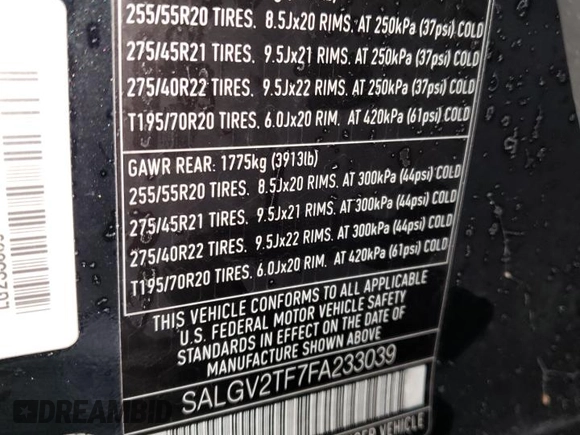 255/55R20 TIRES. 8.5Jx20 RIMS. AT 250kPa (37psi) COLD
275/45R21 TIRES. 9.5Jx21 RIMS. AT 250kPa (37psi) COLD
275/40R22 TIRES. 9.5Jx22 RIMS. AT 250kPa (37psi) COLD
T195/70R20 TIRES. 6.0Jx20 RIM. AT 420kPa (61psi) COLD
GAWR REAR: 1775kg (3913lb)
255/55R20 TIRES. 8.5Jx20 RIMS. AT 300kPa (44psi) COLD
275/45R21 TIRES. 9.5Jx21 RIMS. AT 300kPa (44psi) COLD
275/40R22 TIRES. 9.5Jx22 RIMS. AT 300kPa (44psi) COLD
T195/70R20 TIRES. 6.0Jx20 RIM. AT 420kPa (61psi) COLD
THIS VEHICLE CONFORMS TO ALL APPLICABLE
U.S. FEDERAL MOTOR VEHICLE SAFETY
STANDARDS IN EFFECT ON THE DATE OF
MANUFACTURE SHOWN ABOVE
SALGV2TF7FA233039
VEHICLE
DREAMBID